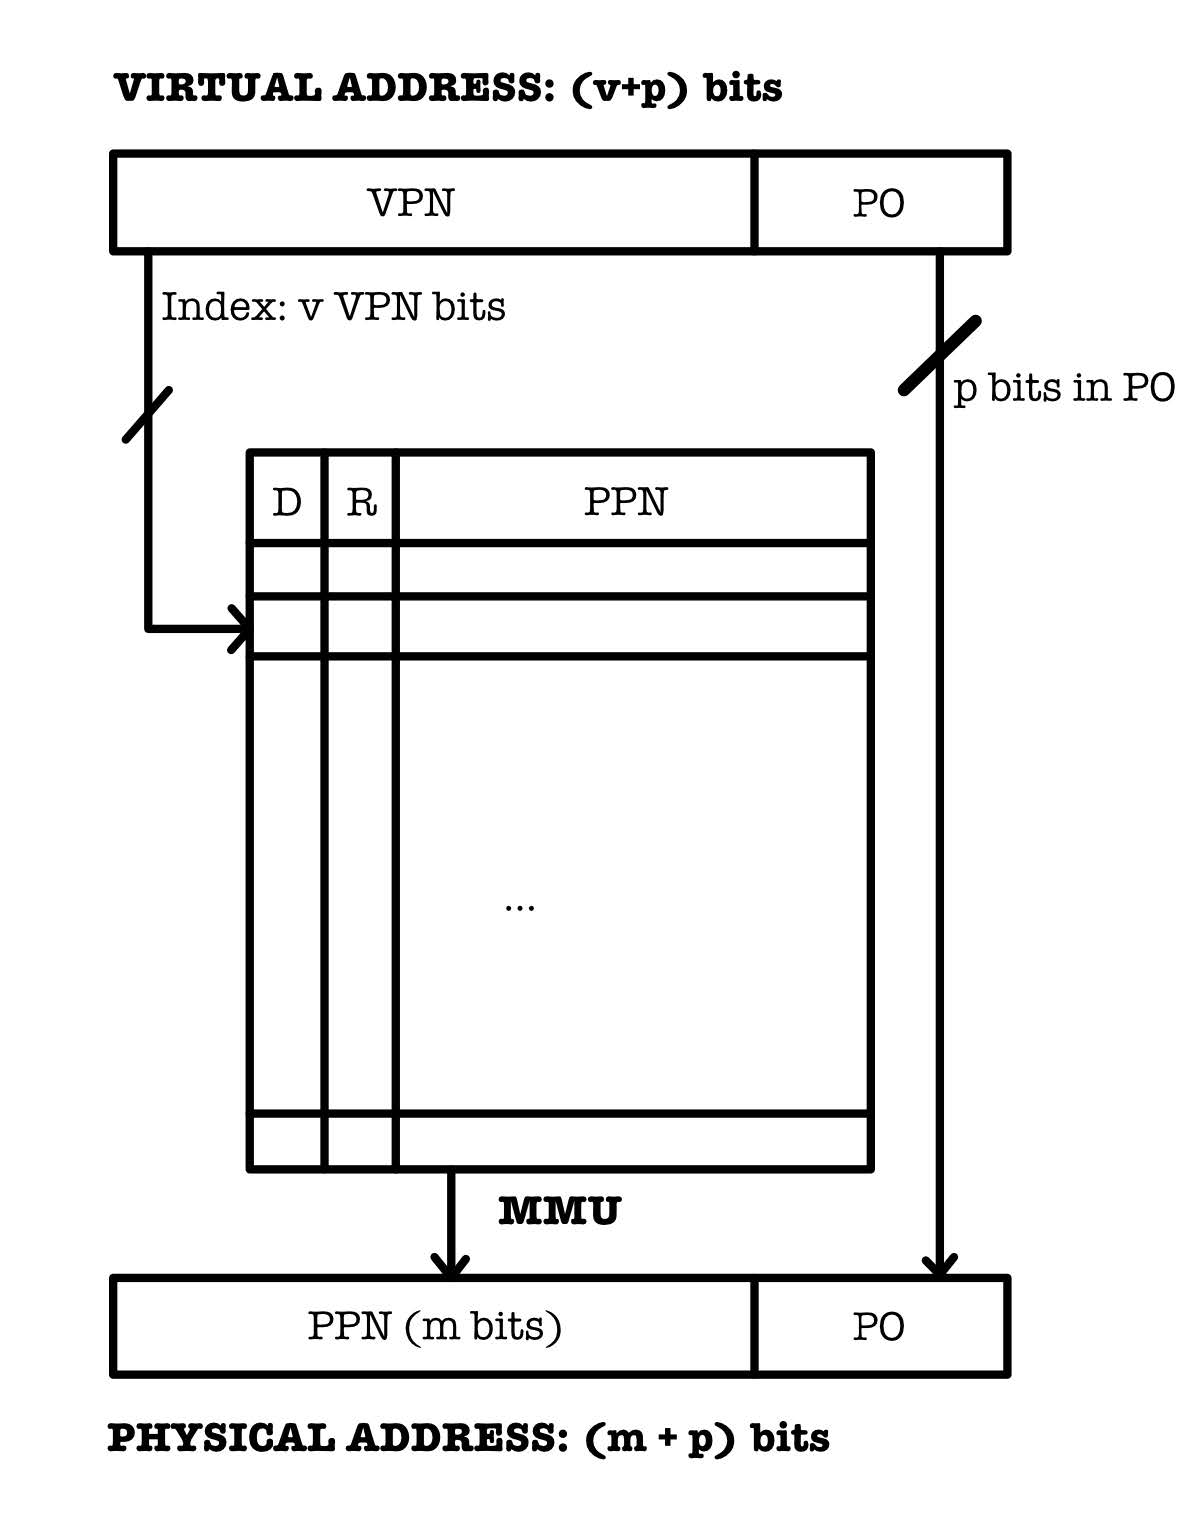 VIRTUAL ADDRESS: (v+p) bits
VPN PO
Index: v VPN bits
p bits in PO
D R PPN
...
MMU
PPN (m bits) PO
PHYSICAL ADDRESS: (m + p) bits